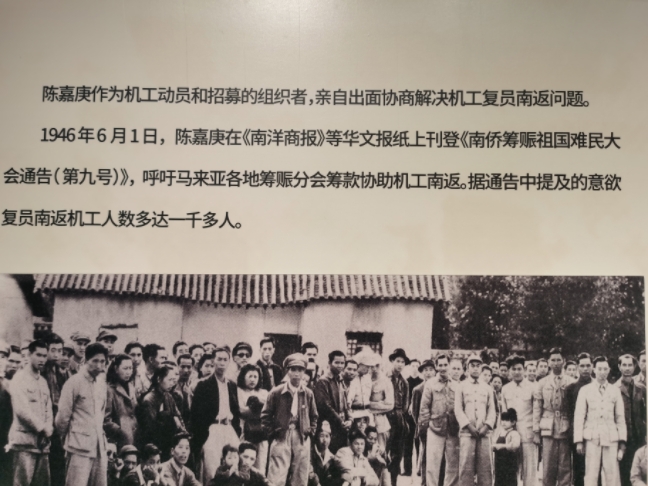 陈嘉庚作为机工动员和招募的组织者，亲自出面协商解决机工复员南返问题。
1946年6月1日，陈嘉庚在《南洋商报》等华文报纸上刊登《南侨筹赈祖国难民大
会通告（第九号）》，呼吁马来亚各地筹赈分会筹款协助机工南返。据通告中提及的意欲
复员南返机工人数多达一千多人。